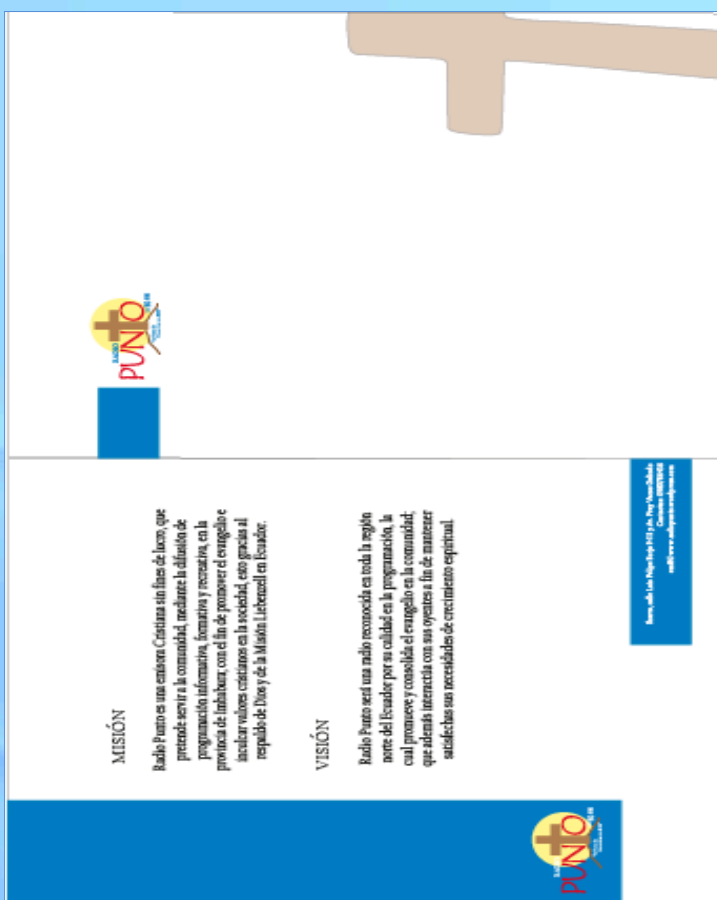 RADIO
PUNTO
MISIÓN
Radio Punto es una emisora Cristiana sin fines de lucro, que
pretende servir a la comunidad, mediante la difusión de
programación informativa, formativa y recreativa, en la
provincia de Imbabura; con el fin de promover el evangelio e
inculcar valores cristianos en la sociedad, esto gracias al
respaldo de Dios y de la Misión Liebenzell en Ecuador.
VISIÓN
Radio Punto será una radio reconocida en toda la región
norte del Ecuador por su calidad en la programación, la
cual promueve y consolida el evangelio en la comunidad;
que además interactúa con sus oyentes a fin de mantener
satisfechas sus necesidades de crecimiento espiritual.
RADIO
PUNTO